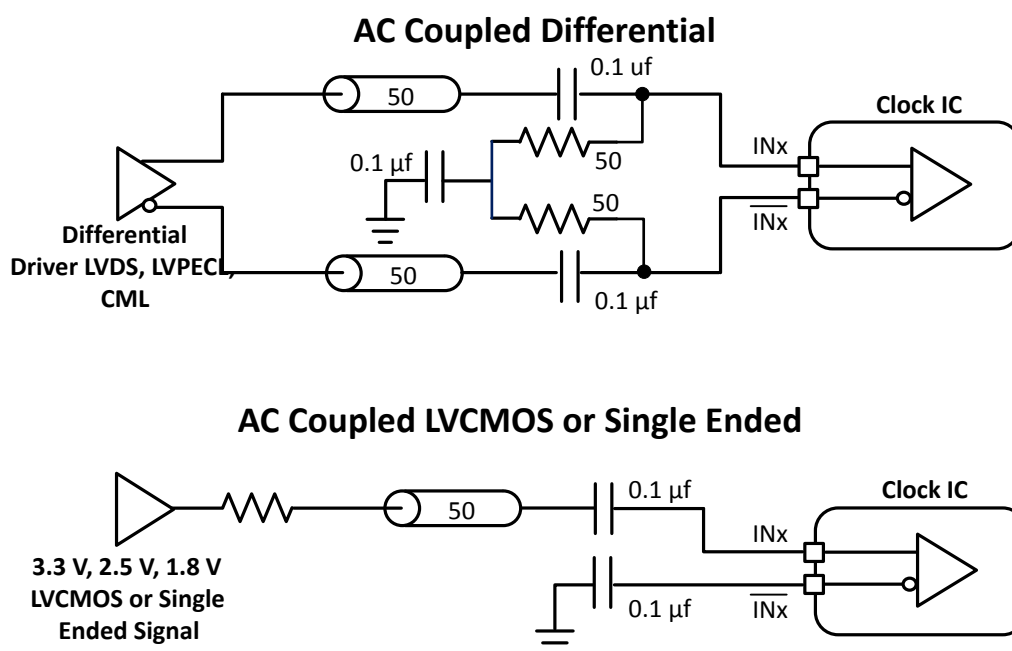 AC Coupled Differential
0.1 uf
50
Clock IC
INx
50
0.1 µf
50
INx
Differential
Driver LVDS, LVPECL,
CML
50
0.1 µf
AC Coupled LVCMOS or Single Ended
0.1 µf
Clock IC
50
INx
3.3 V, 2.5 V, 1.8 V
LVCMOS or Single
Ended Signal
0.1 µf
INx